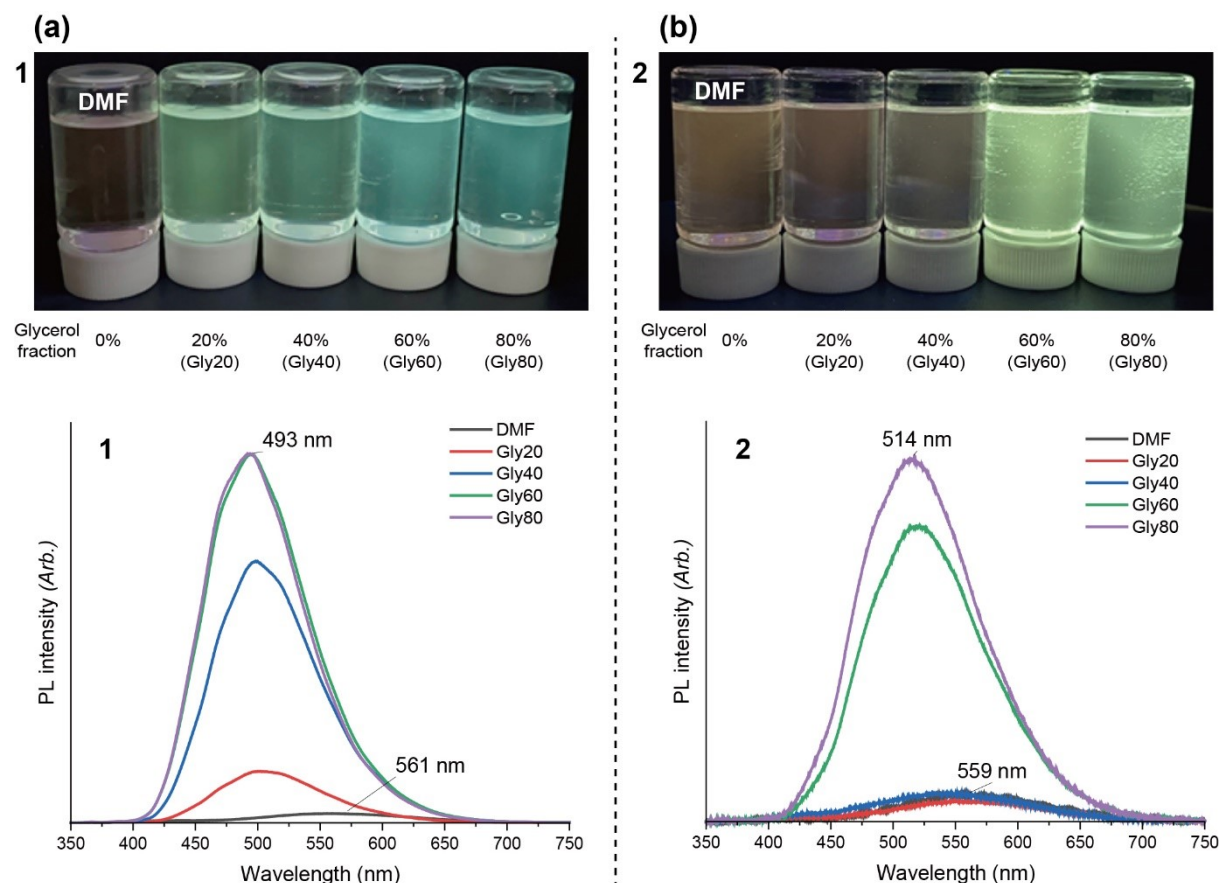 (a)
1
DMF
Glycerol
fraction
0%
20%
(Gly20)
40%
(Gly40)
60%
(Gly60)
80%
(Gly80)
1
493 nm
561 nm
DMF
Gly20
Gly40
Gly60
Gly80
PL intensity (Arb.)
350 400 450 500 550 600 650 700 750
Wavelength (nm)
(b)
2
DMF
Glycerol
fraction
0%
20%
(Gly20)
40%
(Gly40)
60%
(Gly60)
80%
(Gly80)
2
514 nm
559 nm
DMF
Gly20
Gly40
Gly60
Gly80
PL intensity (Arb.)
350 400 450 500 550 600 650 700 750
Wavelength (nm)